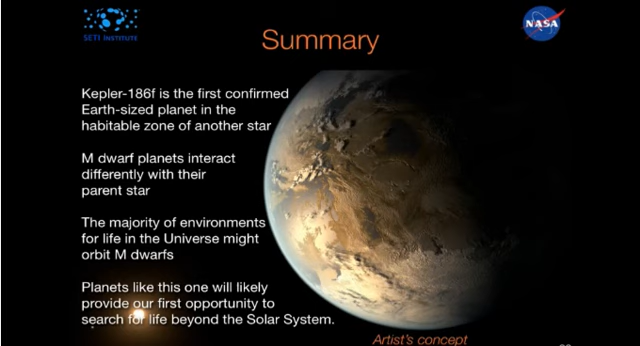 SETI INSTITUTE
NASA
Summary
Kepler-186f is the first confirmed
Earth-sized planet in the
habitable zone of another star
M dwarf planets interact
differently with their
parent star
The majority of environments
for life in the Universe might
orbit M dwarfs
Planets like this one will likely
provide our first opportunity to
search for life beyond the Solar System.
Artist's concept